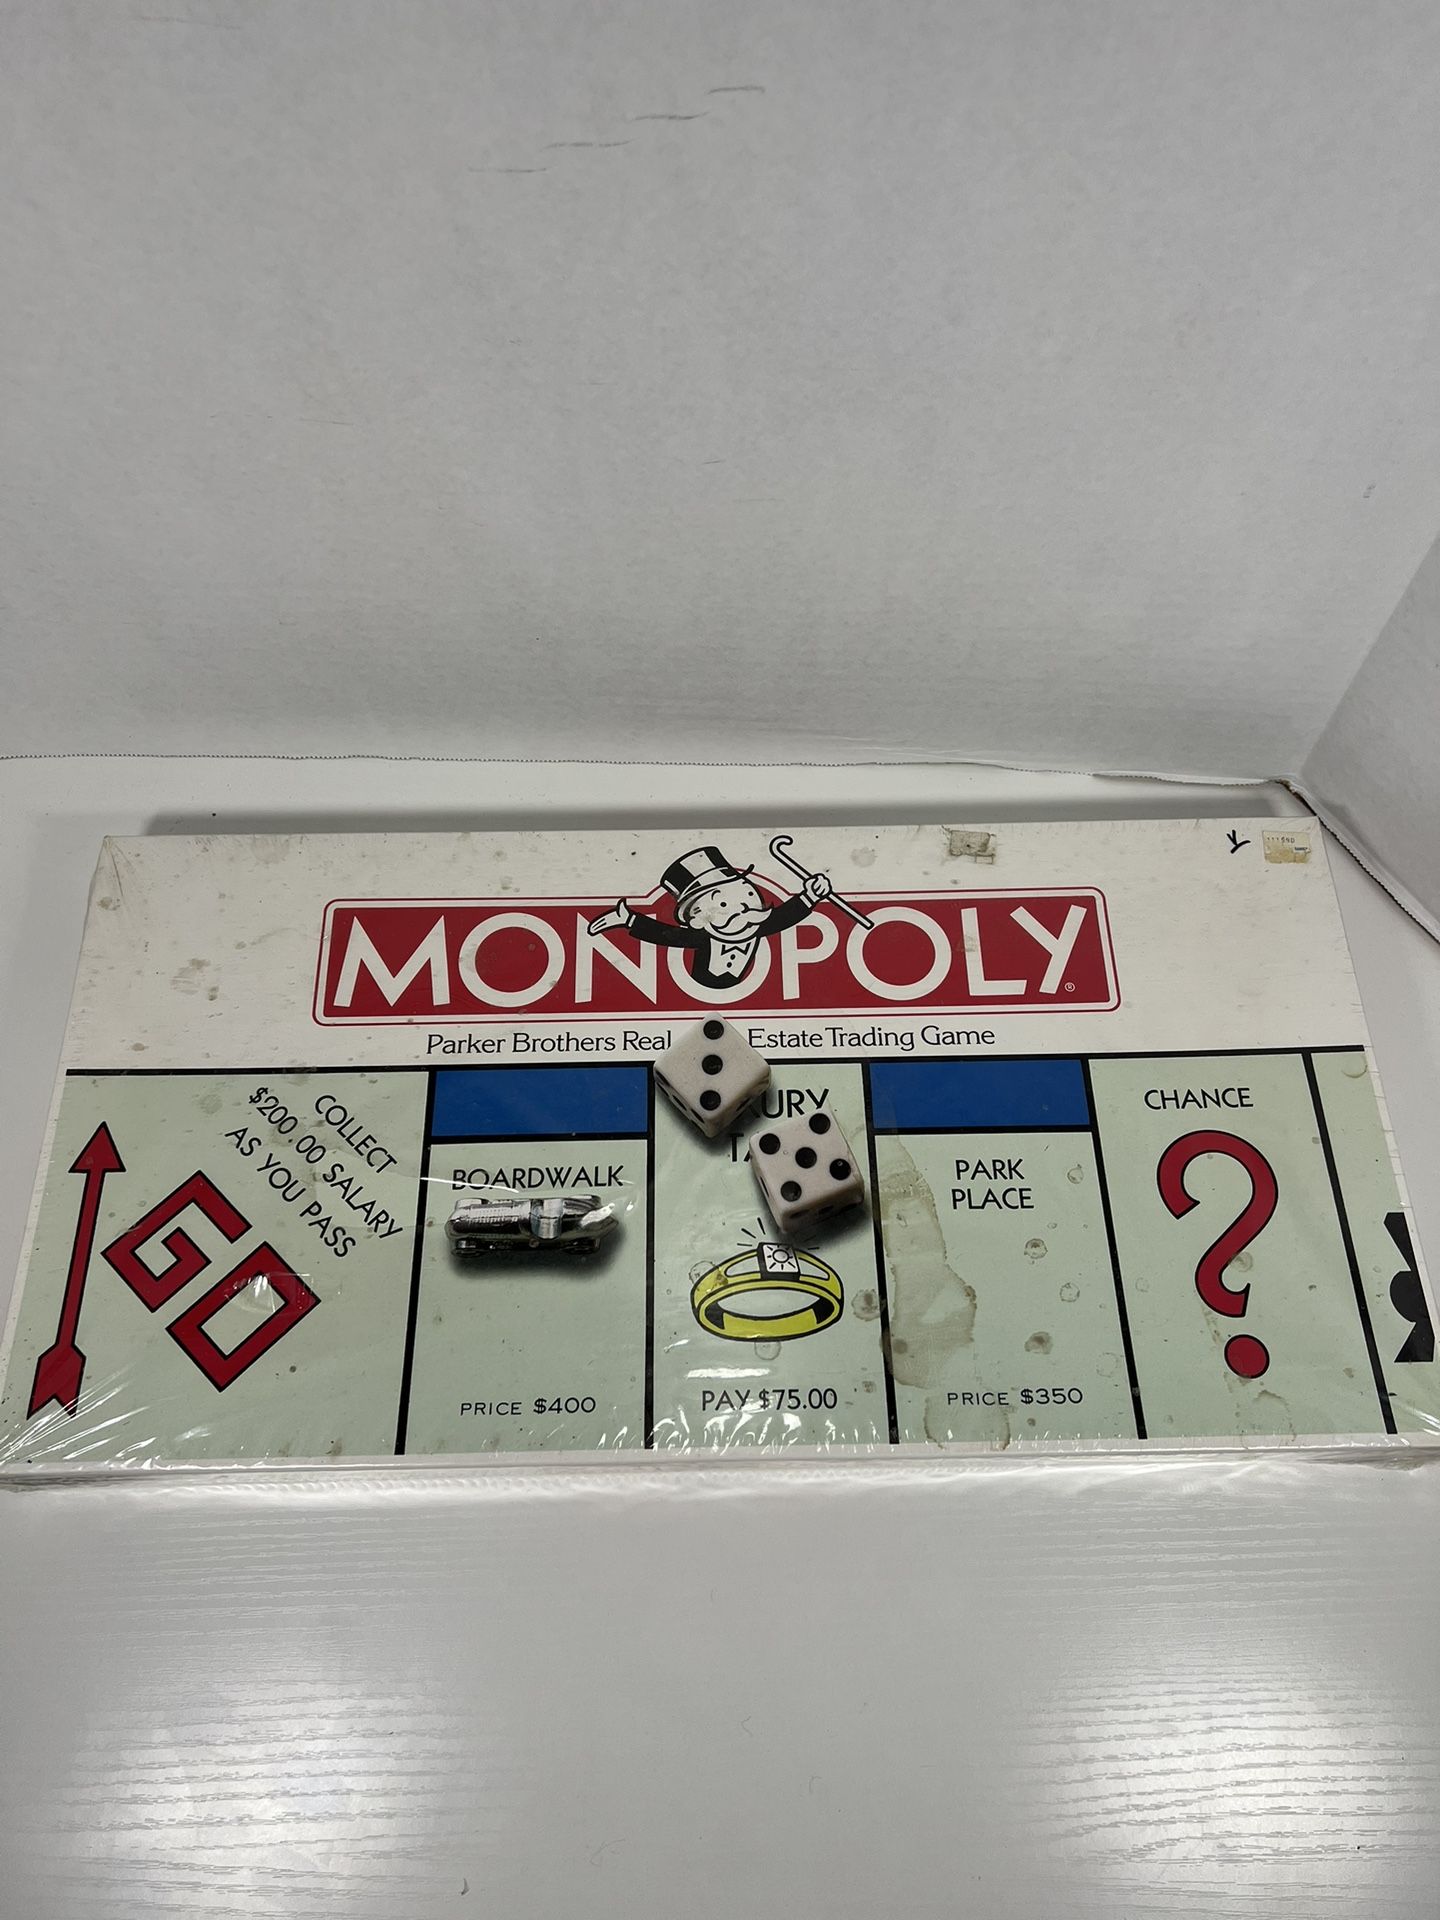 MONOPOLY®
Parker Brothers Real Estate Trading Game
COLLECT
$200.00 SALARY
AS YOU PASS
GO
BOARDWALK
PRICE $400
PAY $75.00
PARK
PLACE
PRICE $350
CHANCE